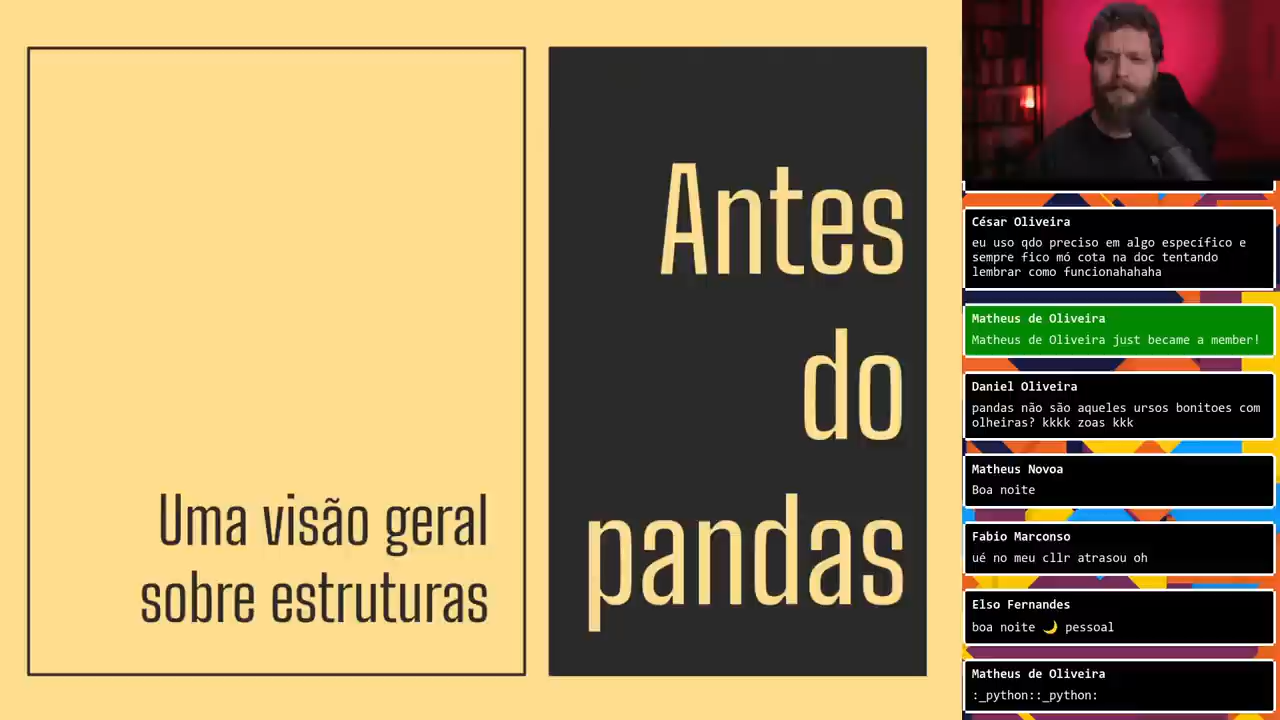 Uma visão geral
sobre estruturas
Antes
do
pandas
César Oliveira
eu uso qdo preciso em algo específico e
sempre fico mó cota na doc tentando
lembrar como funcionahahaha
Matheus de Oliveira
Matheus de Oliveira just became a member!
Daniel Oliveira
pandas não são aqueles ursos bonitoes com
olheiras? kkkk zoas kkk
Matheus Novoa
Boa noite
Fabio Marconso
ué no meu cllr atrasou oh
Elso Fernandes
boa noite 🌙 pessoal
Matheus de Oliveira
:_python::_python: